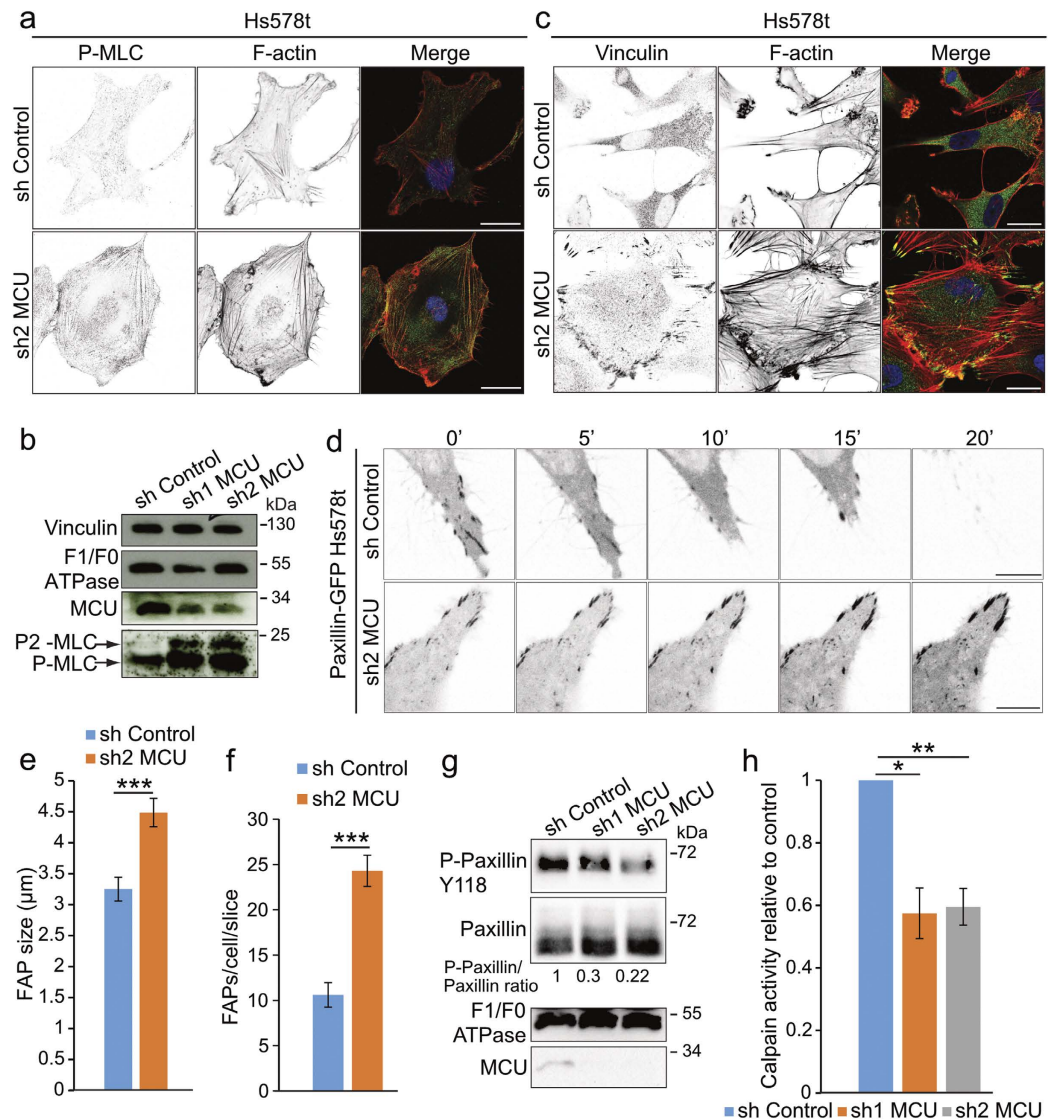 a
Hs578t
P-MLC F-actin Merge
sh Control
sh2 MCU
c
Hs578t
Vinculin F-actin Merge
sh Control
sh2 MCU
b
sh Control sh1 MCU sh2 MCU
kDa
Vinculin -130
F1/F0
ATPase - 55
MCU - 34
P2 -MLC - 25
P-MLC
d
0’ 5’ 10’ 15’ 20’
Paxillin-GFP Hs578t
sh Control
sh2 MCU
e
sh Control
sh2 MCU
***
FAP size (µm)
5
4.5
4
3.5
3
2.5
2
1.5
1
0.5
0
f
sh Control
sh2 MCU
***
FAPs/cell/slice
30
25
20
15
10
5
0
g
sh Control sh1 MCU sh2 MCU
kDa
P-Paxillin -72
Y118
Paxillin -72
P-Paxillin/
Paxillin ratio 1 0.3 0.22
F1/F0 - 55
ATPase
MCU - 34
h
**
*
Calpain activity relative to control
1
0.8
0.6
0.4
0.2
0
sh Control sh1 MCU sh2 MCU